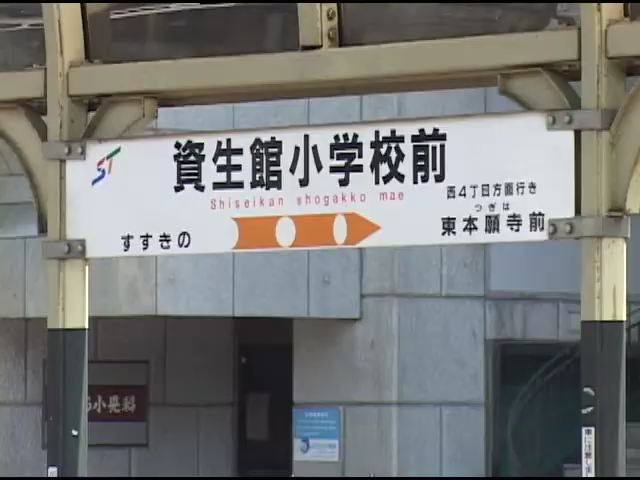 ST
資生館小学校前
Shiseikan shogakko mae
西4丁目方面行き
つぎは
すすきの
東本願寺前